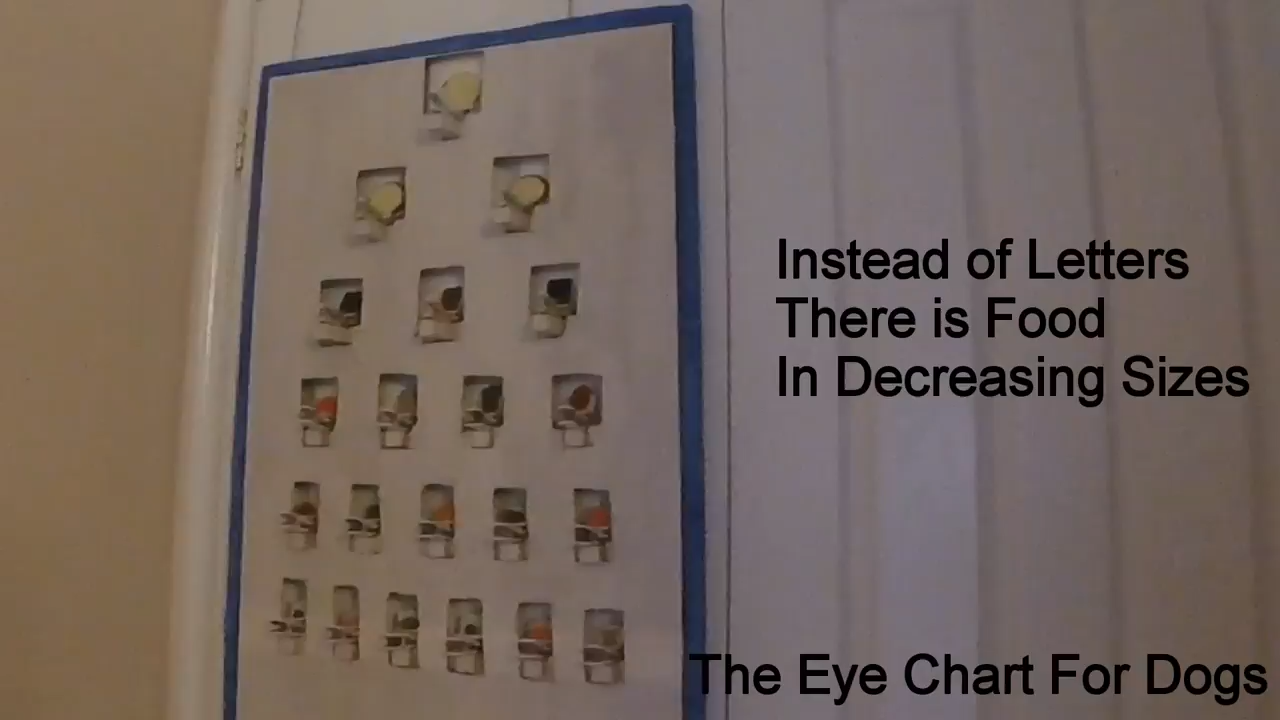 Instead of Letters
There is Food
In Decreasing Sizes
The Eye Chart For Dogs